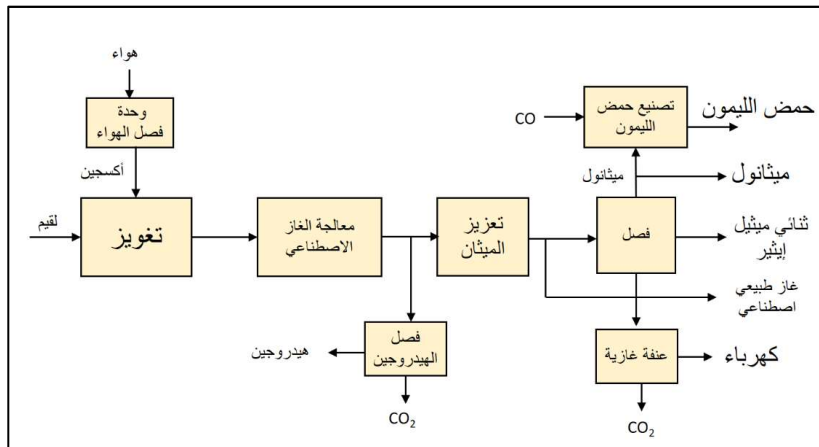 هواء
وحدة
فصل الهواء
أكسجين
لقيم
تغويز
معالجة الغاز
الاصطناعي
تعزيز
الميثان
فصل
الهيدروجين
هيدروجين
CO₂
CO
تصنيع حمض
الليمون
حمض الليمون
ميثانول
ميثانول
فصل
ثنائي ميثيل
إيثير
غاز طبيعي
اصطناعي
عنفة غازية
كهرباء
CO₂